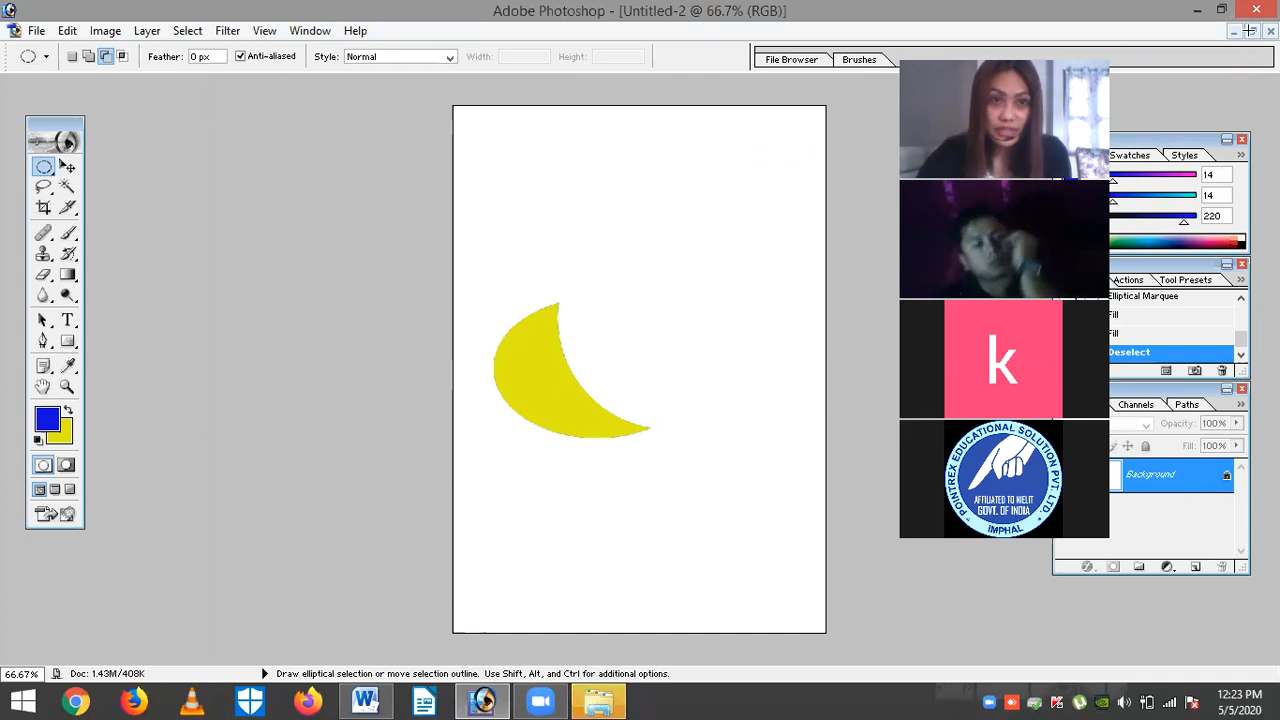 Adobe Photoshop - [Untitled-2 @ 66.7% (RGB)]
File Edit Image Layer Select Filter View Window Help
Feather: 0 px Anti-aliased Style: Normal Width: Height:
File Browser Brushes
Swatches Styles
14
14
220
Actions Tool Presets
Elliptical Marquee
Fill
Fill
Deselect
Channels Paths
Opacity: 100%
Fill: 100%
Background
k
POINTREX EDUCATIONAL SOLUTION PVT. LTD.
AFFILIATED TO NIELIT
GOVT. OF INDIA
IMPHAL
66.67% Doc: 1.43M/408K Draw elliptical selection or move selection outline. Use Shift, Alt, and Ctrl for additional options.
12:23 PM
5/5/2020